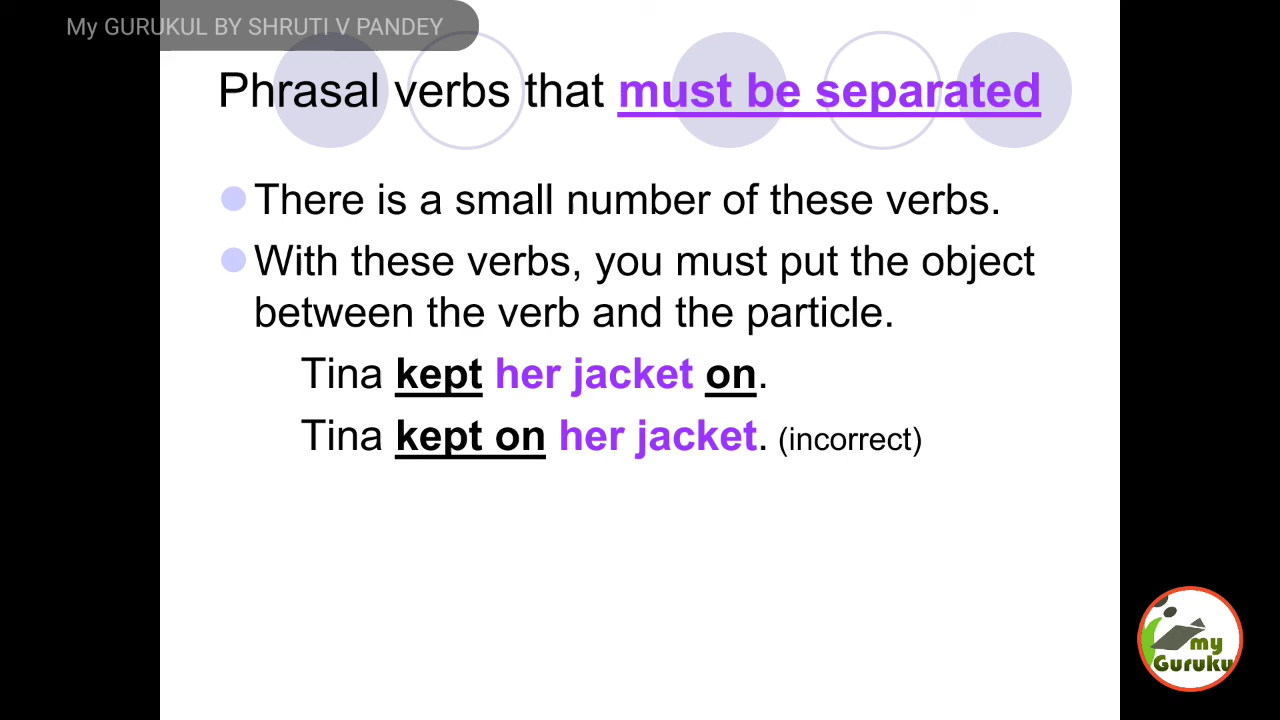 My GURUKUL BY SHRUTI V PANDEY
Phrasal verbs that must be separated
There is a small number of these verbs.
With these verbs, you must put the object
between the verb and the particle.
Tina kept her jacket on.
Tina kept on her jacket. (incorrect)
my
Guruku